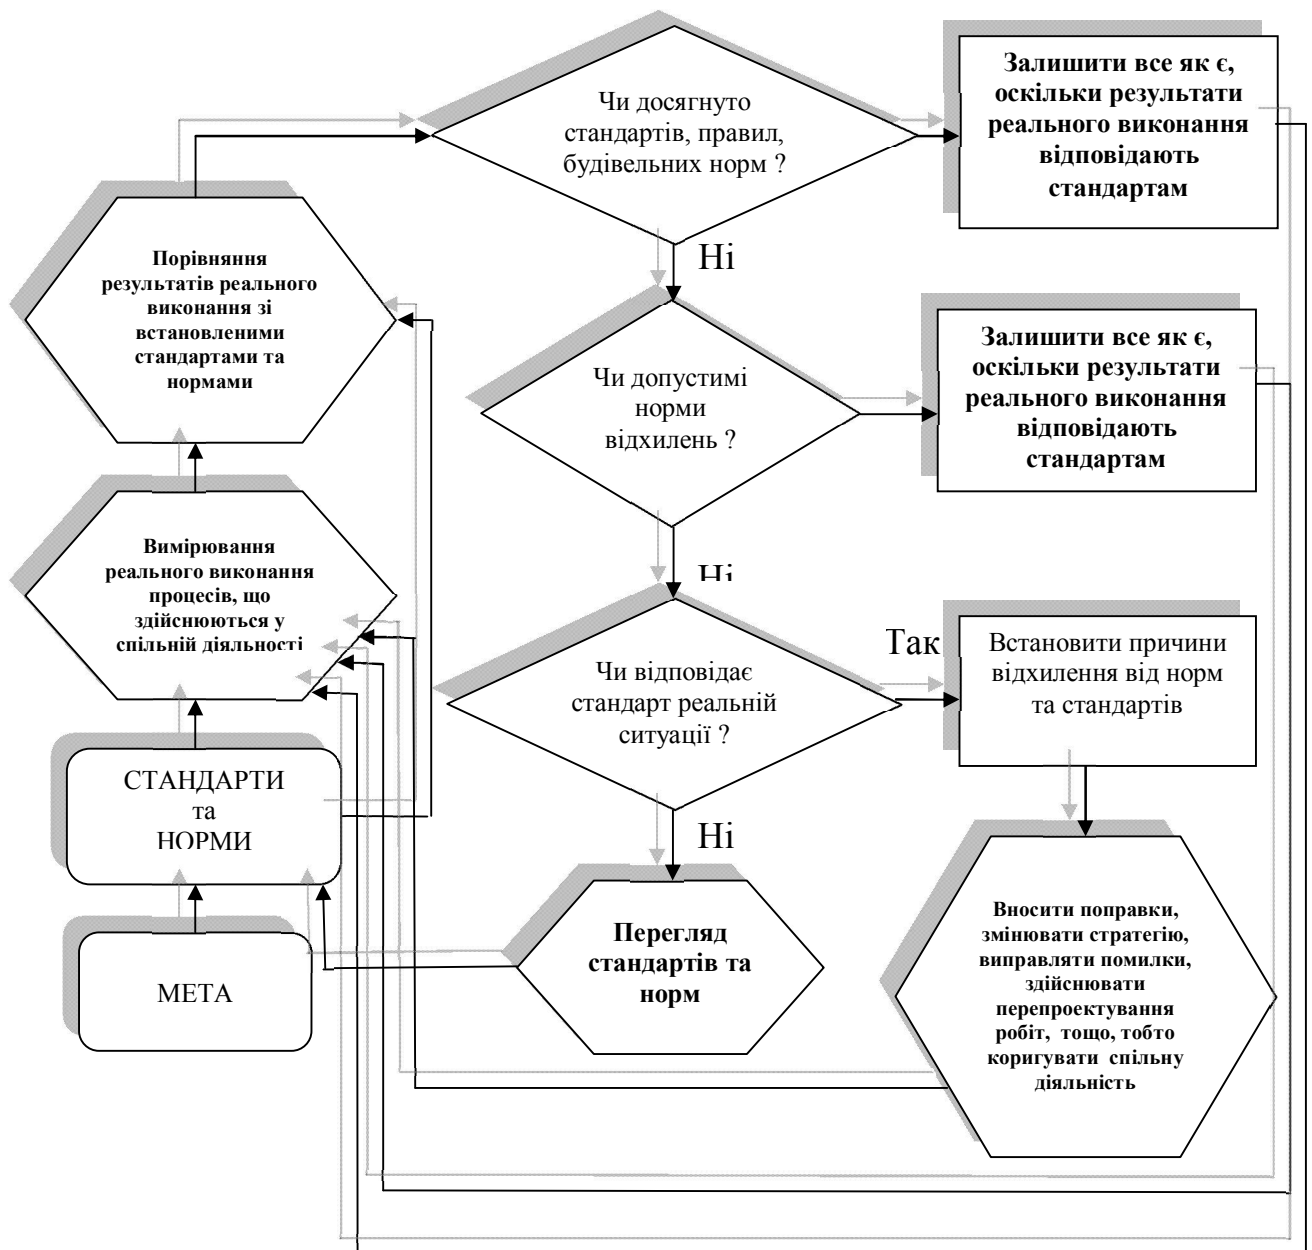 Чи досягнуто
стандартів, правил,
будівельних норм ?
Залишити все як є,
оскільки результати
реального виконання
відповідають
стандартам
Ні
Порівняння
результатів реального
виконання зі
встановленими
стандартами та
нормами
Чи допустимі
норми
відхилень ?
Залишити все як є,
оскільки результати
реального виконання
відповідають
стандартам
Ні
Вимірювання
реального виконання
процесів, що
здійснюються у
спільній діяльності
Чи відповідає
стандарт реальній
ситуації ?
Так
Встановити причини
відхилення від норм
та стандартів
СТАНДАРТИ
та
НОРМИ
Ні
МЕТА
Перегляд
стандартів та
норм
Вносити поправки,
змінювати стратегію,
виправляти помилки,
здійснювати
перепроектування
робіт, тощо, тобто
коригувати спільну
діяльність